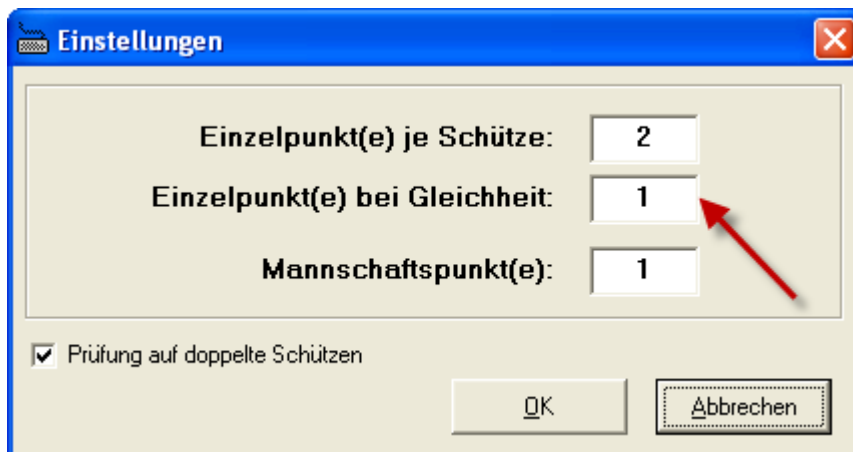 Einstellungen
Einzelpunkt(e) je Schütze: 2
Einzelpunkt(e) bei Gleichheit: 1
Mannschaftspunkt(e): 1
Prüfung auf doppelte Schützen
OK Abbrechen